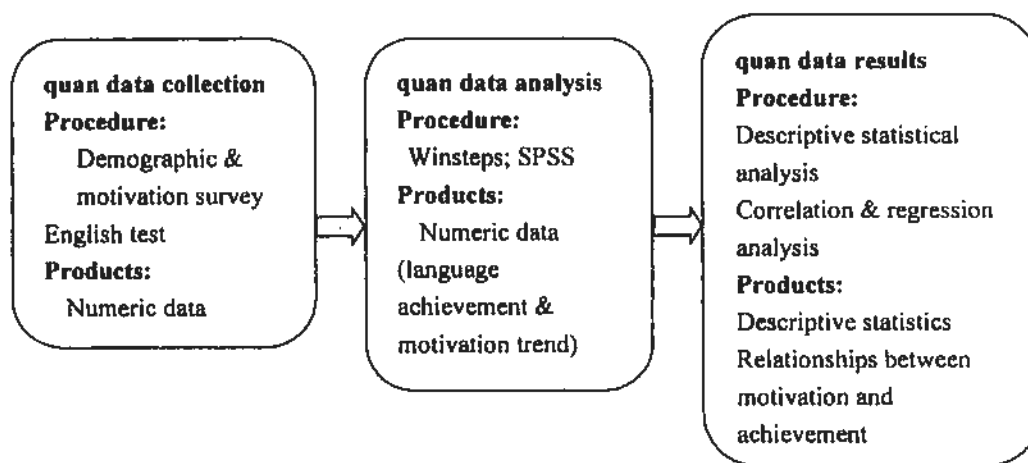 quan data collection
Procedure:
Demographic &
motivation survey
English test
Products:
Numeric data
quan data analysis
Procedure:
Winsteps; SPSS
Products:
Numeric data
(language
achievement &
motivation trend)
quan data results
Procedure:
Descriptive statistical
analysis
Correlation & regression
analysis
Products:
Descriptive statistics
Relationships between
motivation and
achievement